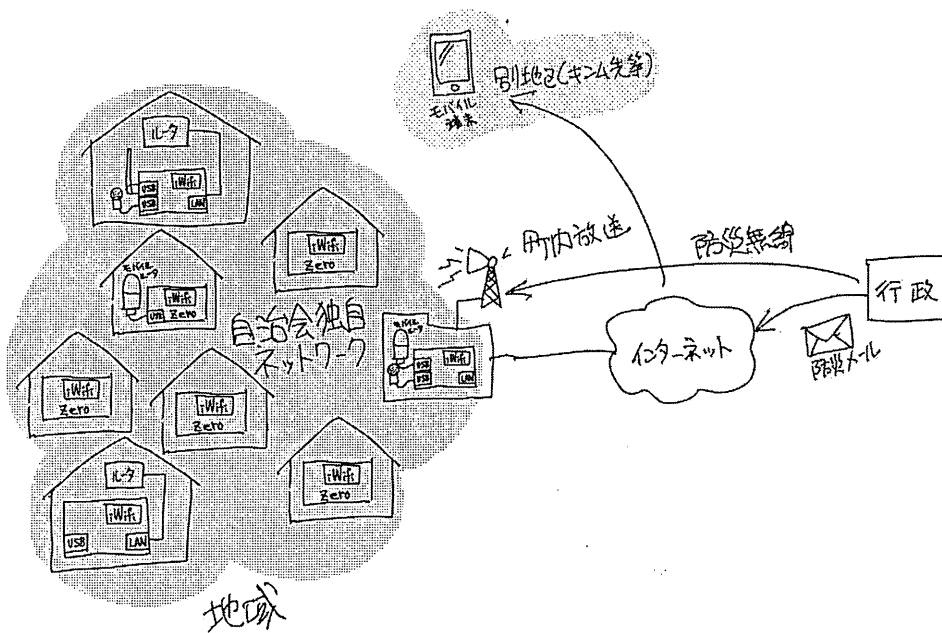 別地区(キンム先等)
モバイル
端末
ルータ
iWifi
USB
USB
LAN
iWifi
Zero
町内放送
防災無線
行政
モバイル
ルータ
iWifi
USB
Zero
自治会独自
ネットワーク
モバイル
ルータ
iWifi
USB
USB
LAN
インターネット
防災メール
iWifi
Zero
iWifi
Zero
iWifi
Zero
ルータ
iWifi
USB
LAN
地域